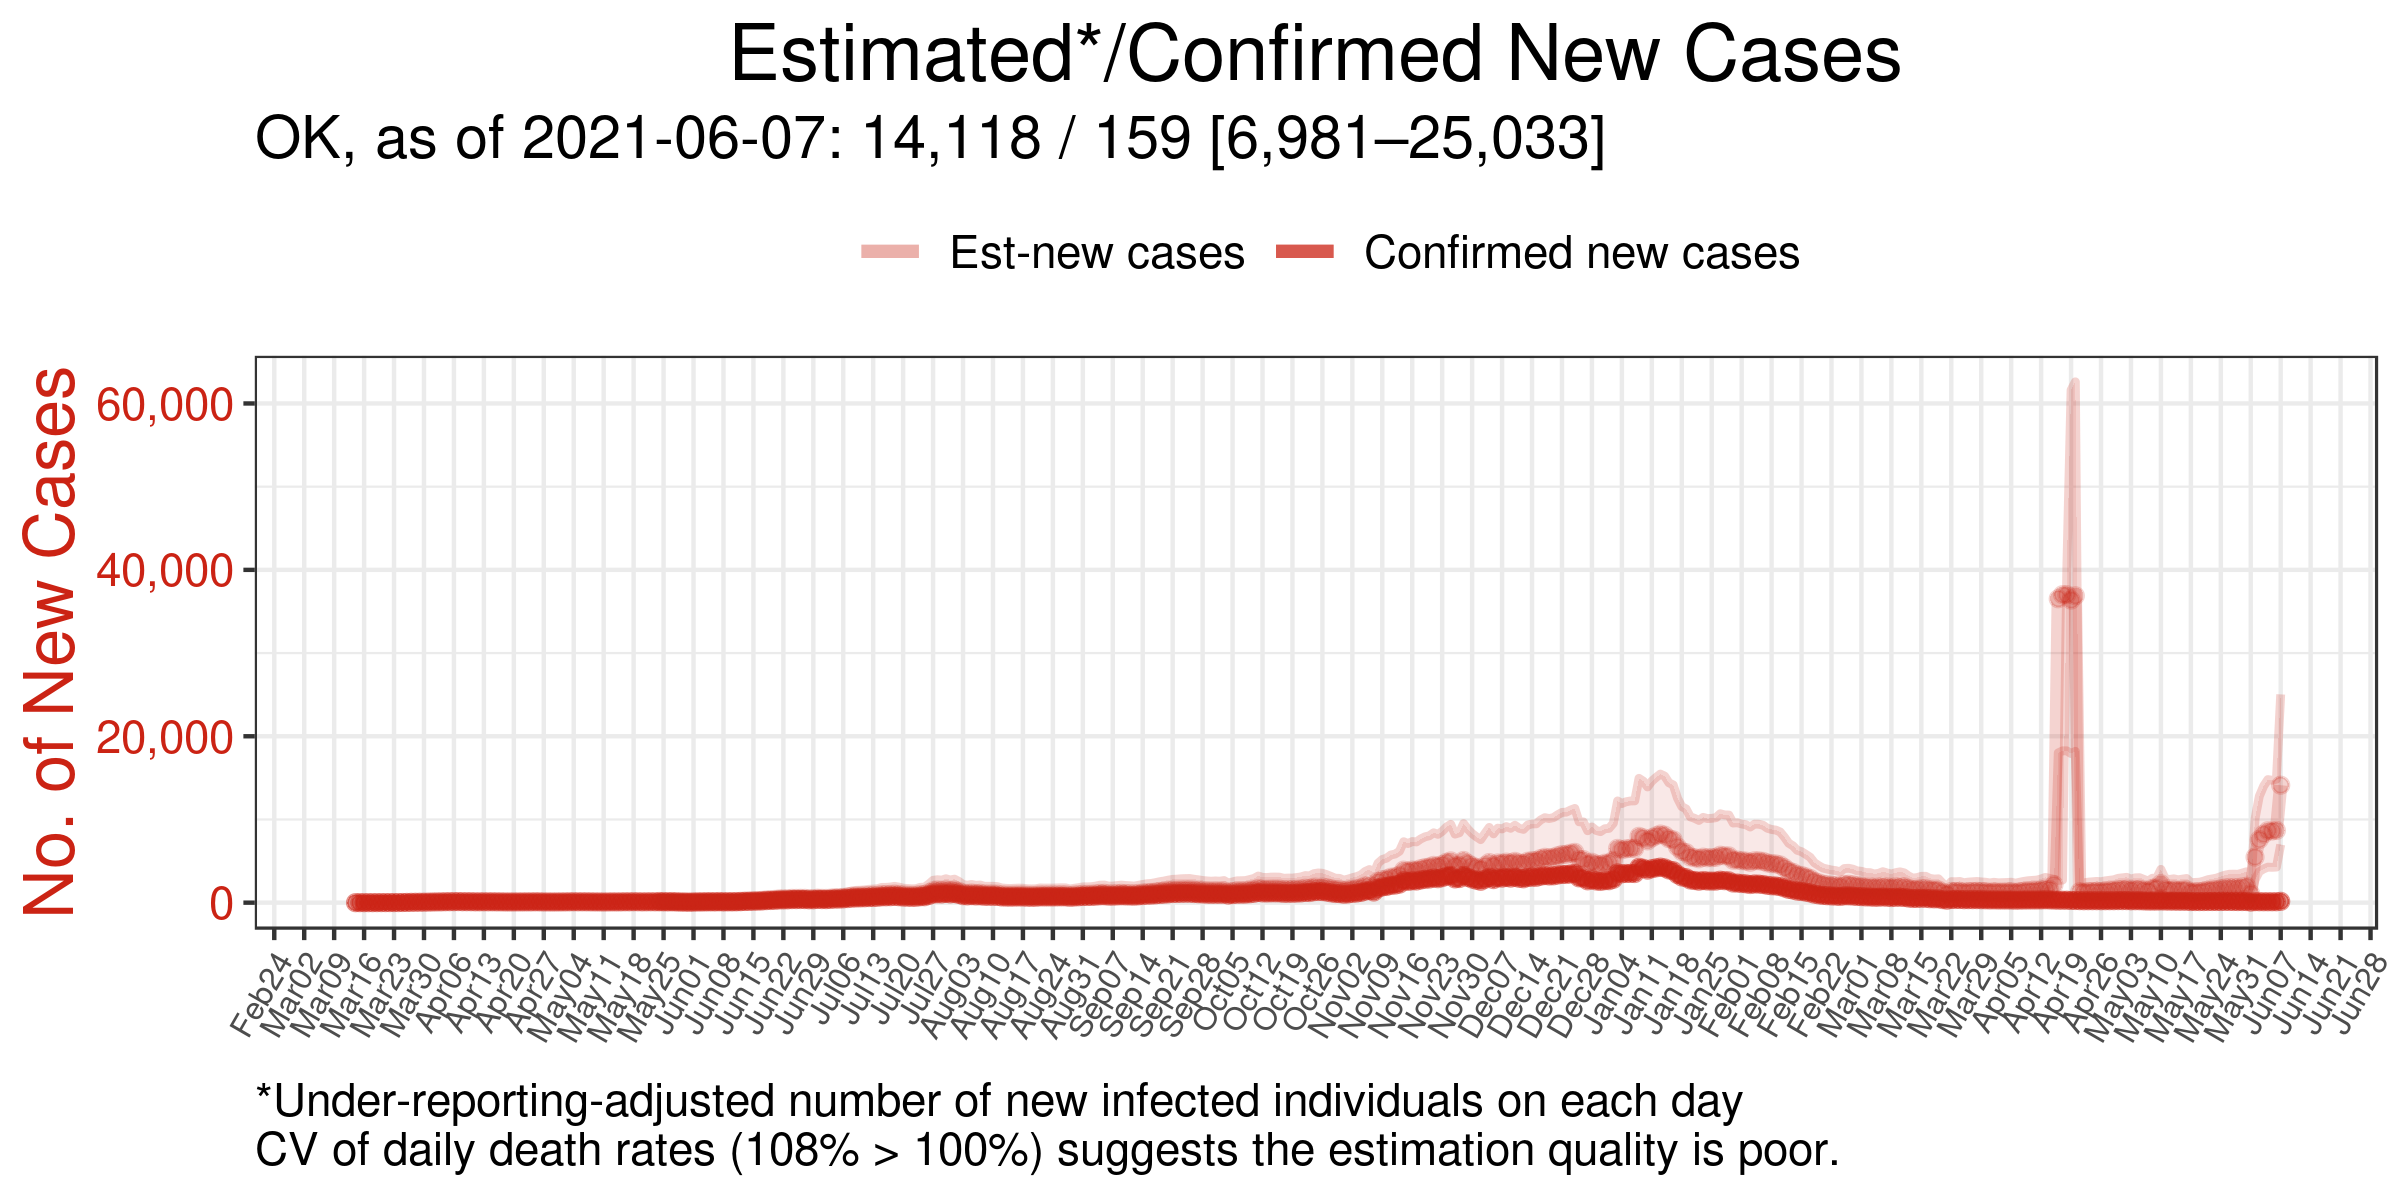 Estimated*/Confirmed New Cases
OK, as of 2021-06-07: 14,118 / 159 [6,981–25,033]
Est-new cases Confirmed new cases
No. of New Cases
60,000
40,000
20,000
0
Feb24 Mar02 Mar09 Mar16 Mar23 Mar30 Apr06 Apr13 Apr20 Apr27 May04 May11 May18 May25 Jun01 Jun08 Jun15 Jun22 Jun29 Jul06 Jul13 Jul20 Jul27 Aug03 Aug10 Aug17 Aug24 Aug31 Sep07 Sep14 Sep21 Sep28 Oct05 Oct12 Oct19 Oct26 Nov02 Nov09 Nov16 Nov23 Nov30 Dec07 Dec14 Dec21 Dec28 Jan04 Jan11 Jan18 Jan25 Feb01 Feb08 Feb15 Feb22 Mar01 Mar08 Mar15 Mar22 Mar29 Apr05 Apr12 Apr19 Apr26 May03 May10 May17 May24 May31 Jun07 Jun14 Jun21 Jun28
*Under-reporting-adjusted number of new infected individuals on each day
CV of daily death rates (108% > 100%) suggests the estimation quality is poor.